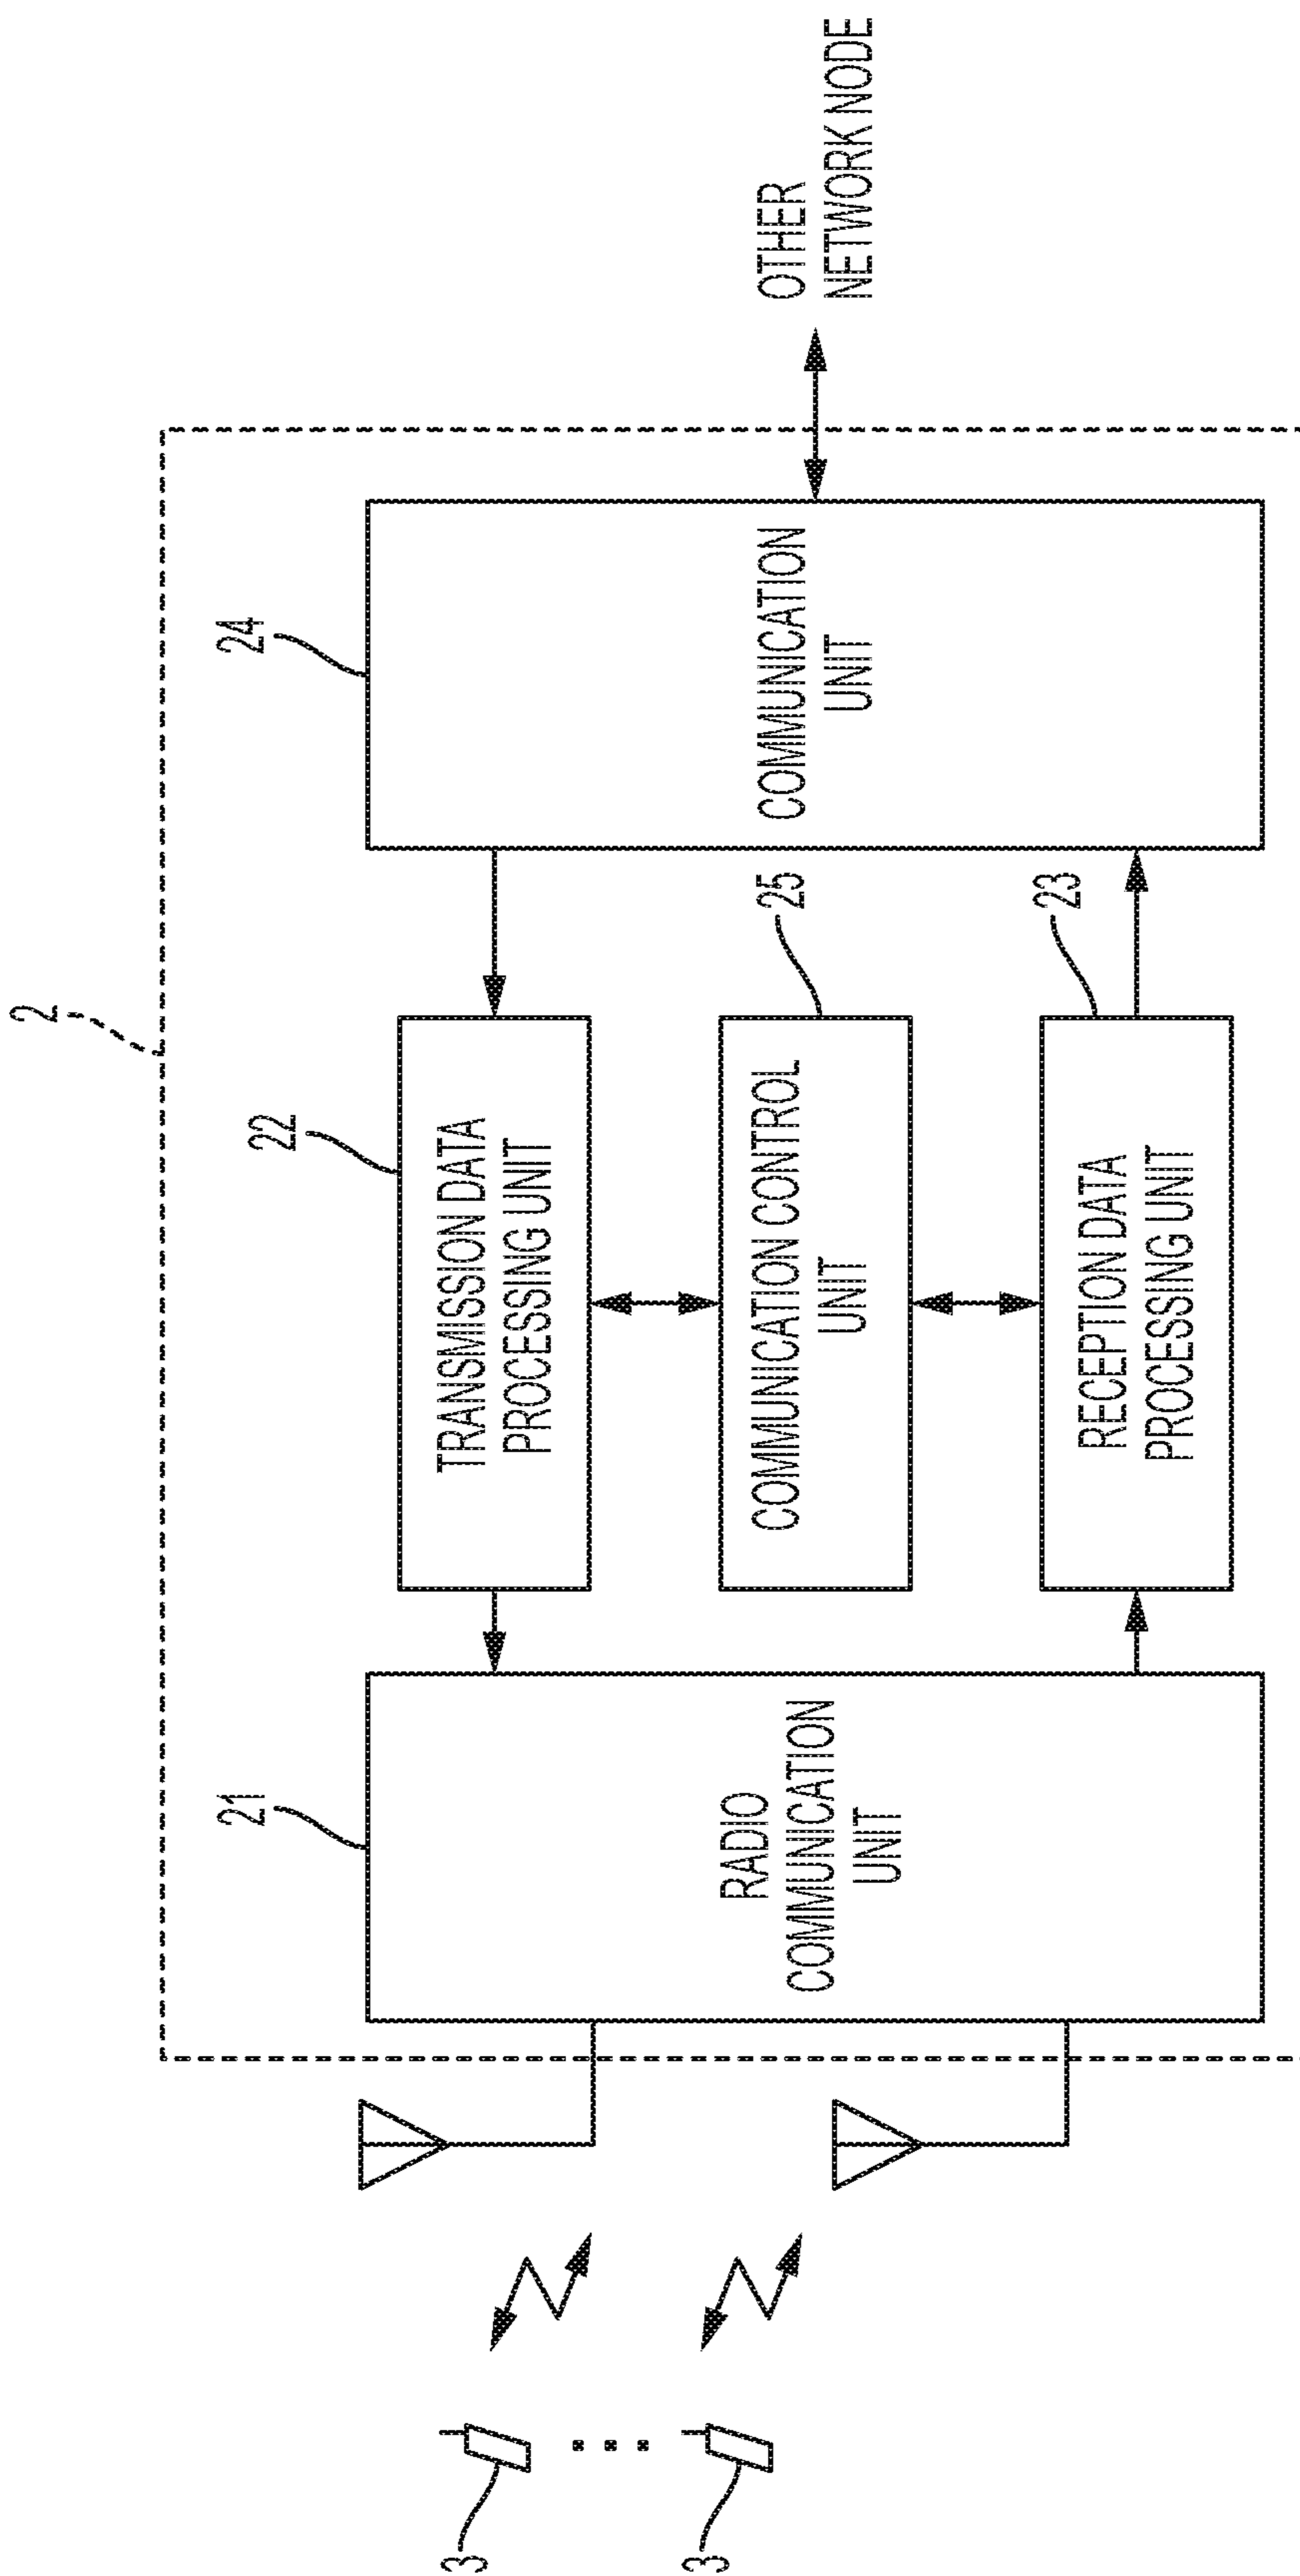 2
21
RADIO
COMMUNICATION
UNIT
22
TRANSMISSION DATA
PROCESSING UNIT
24
COMMUNICATION
UNIT
OTHER
NETWORK NODE
25
COMMUNICATION CONTROL
UNIT
23
RECEPTION DATA
PROCESSING UNIT
3
3